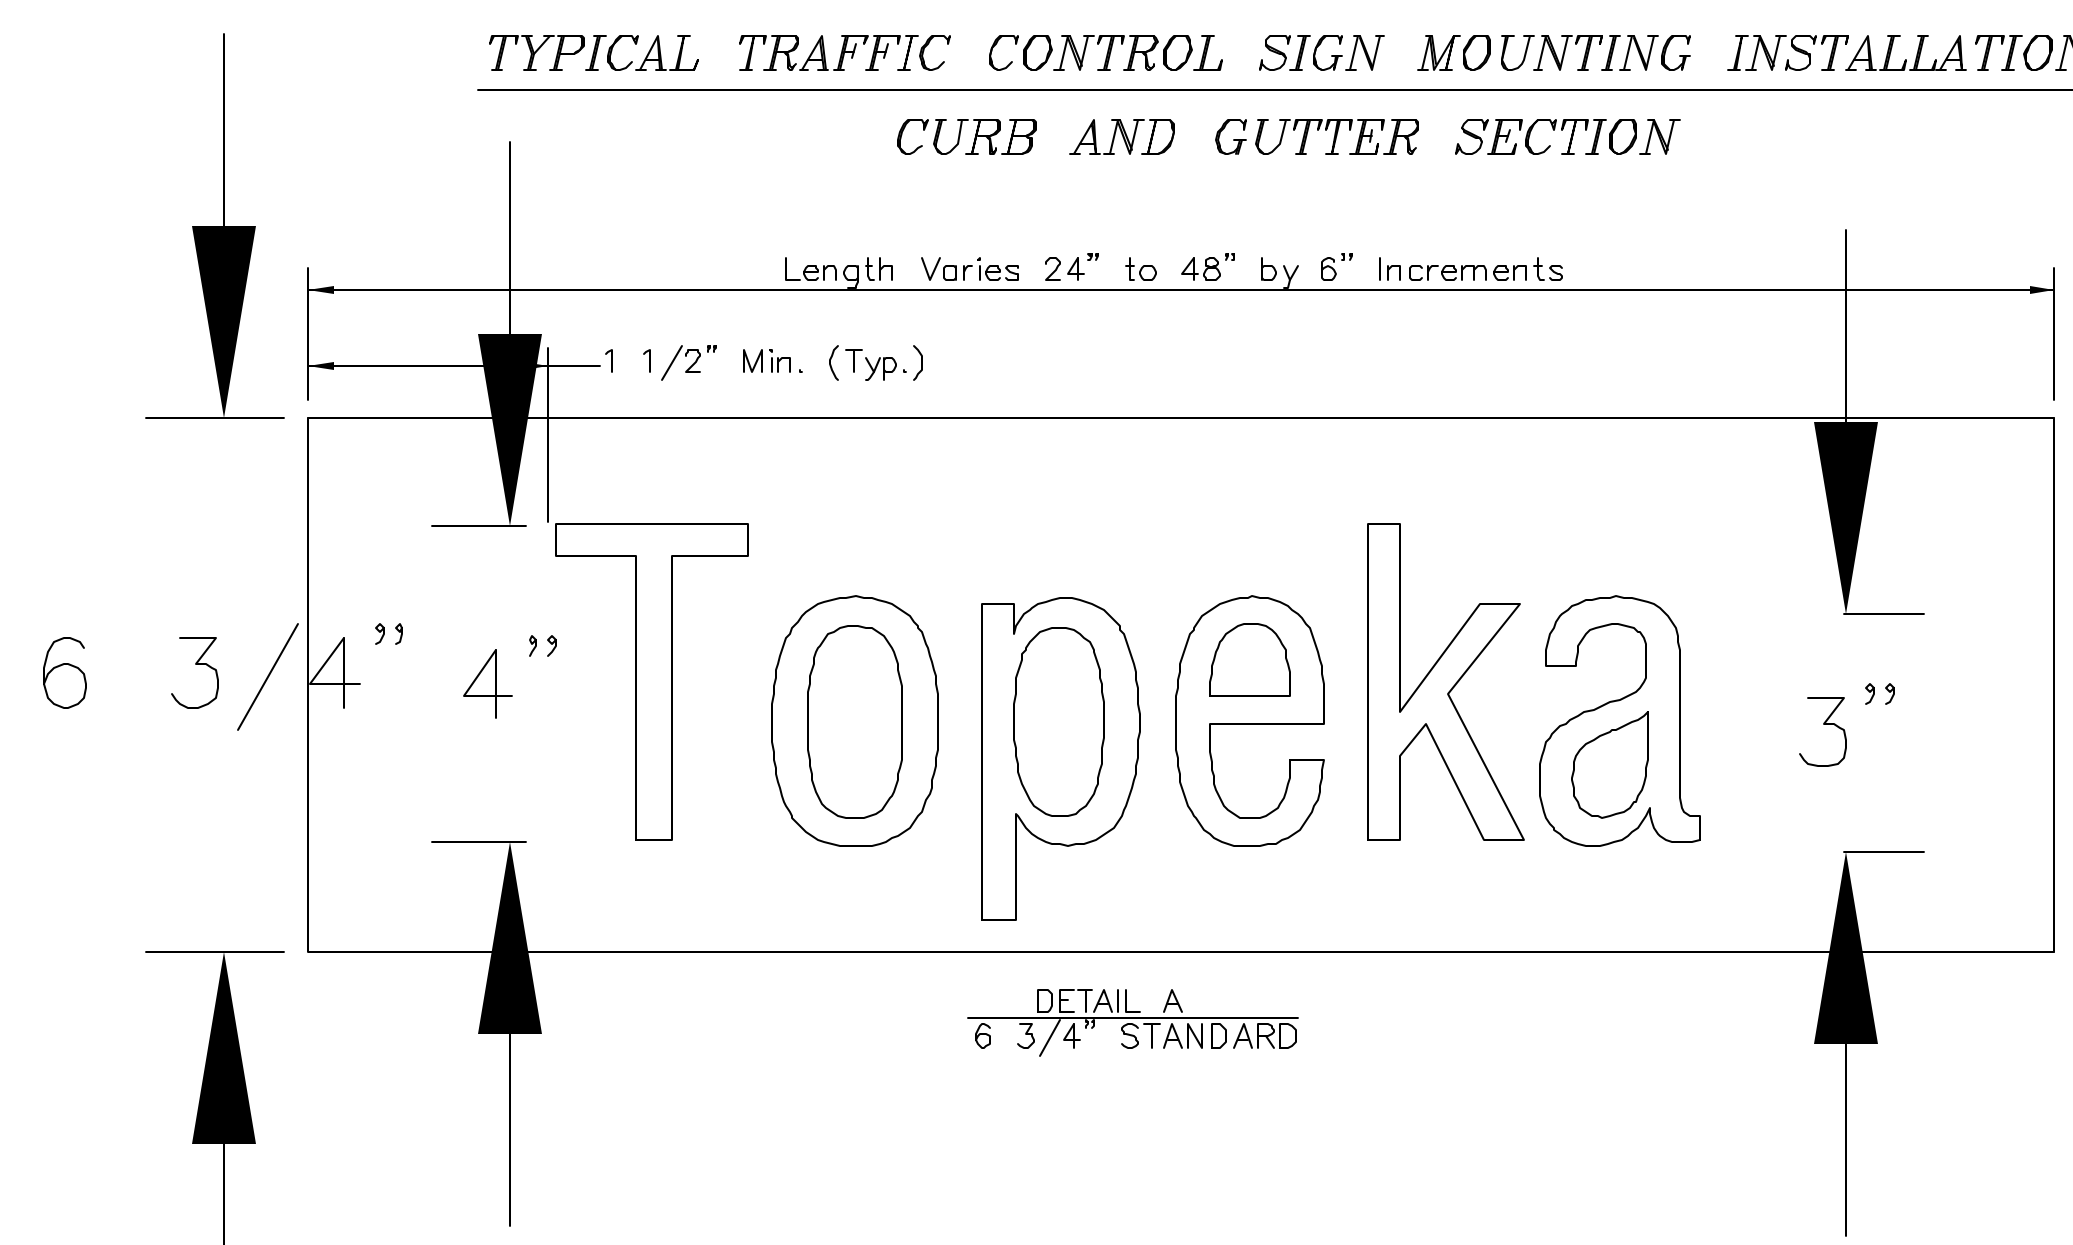 TYPICAL TRAFFIC CONTROL SIGN MOUNTING INSTALLATION
CURB AND GUTTER SECTION
Length Varies 24” to 48” by 6” Increments
1 1/2” Min. (Typ.)
6 3/4”
4”
Topeka
3”
DETAIL A
6 3/4” STANDARD